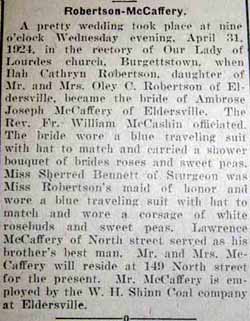 Robertson-McCaffery.
A pretty wedding took place at nine
o'clock Wednesday evening, April 31,
1924, in the rectory of Our Lady of
Lourdes church, Burgettstown, when
Ilah Cathryn Robertson, daughter of
Mr. and Mrs. Oley C. Robertson of El-
dersville, became the bride of Ambrose
Joseph McCaffery of Eldersville. The
Rev. Fr. William McCashin officiated.
The bride wore a blue traveling suit
with hat to match and carried a shower
bouquet of brides roses and sweet peas.
Miss Sherred Bennett of Sturgeon was
Miss Robertson's maid of honor and
wore a blue traveling suit with hat to
match and wore a corsage of white
rosebuds and sweet peas. Lawrence
McCaffery of North street served as his
brother's best man. Mr. and Mrs. Mc-
Caffery will reside at 149 North street
for the present. Mr. McCaffery is em-
ployed by the W. H. Shinn Coal company
at Eldersville.